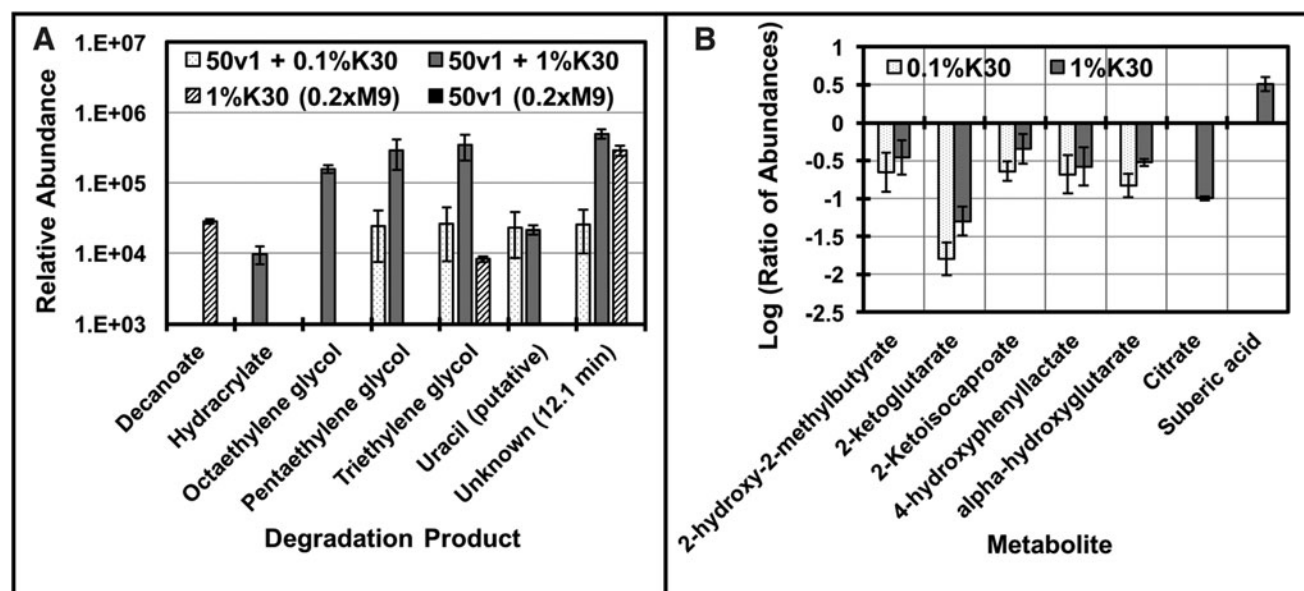 A
Relative Abundance
1.E+07
1.E+06
1.E+05
1.E+04
1.E+03
50v1 + 0.1%K30
50v1 + 1%K30
1%K30 (0.2xM9)
50v1 (0.2xM9)
Decanoate
Hydracrylate
Octaethylene glycol
Pentaethylene glycol
Triethylene glycol
Uracil (putative)
Unknown (12.1 min)
Degradation Product
B
Log (Ratio of Abundances)
1
0.5
0
-0.5
-1
-1.5
-2
-2.5
0.1%K30
1%K30
2-hydroxy-2-methylbutyrate
2-ketoglutarate
2-Ketoisocaproate
4-hydroxyphenyllactate
alpha-hydroxyglutarate
Citrate
Suberic acid
Metabolite